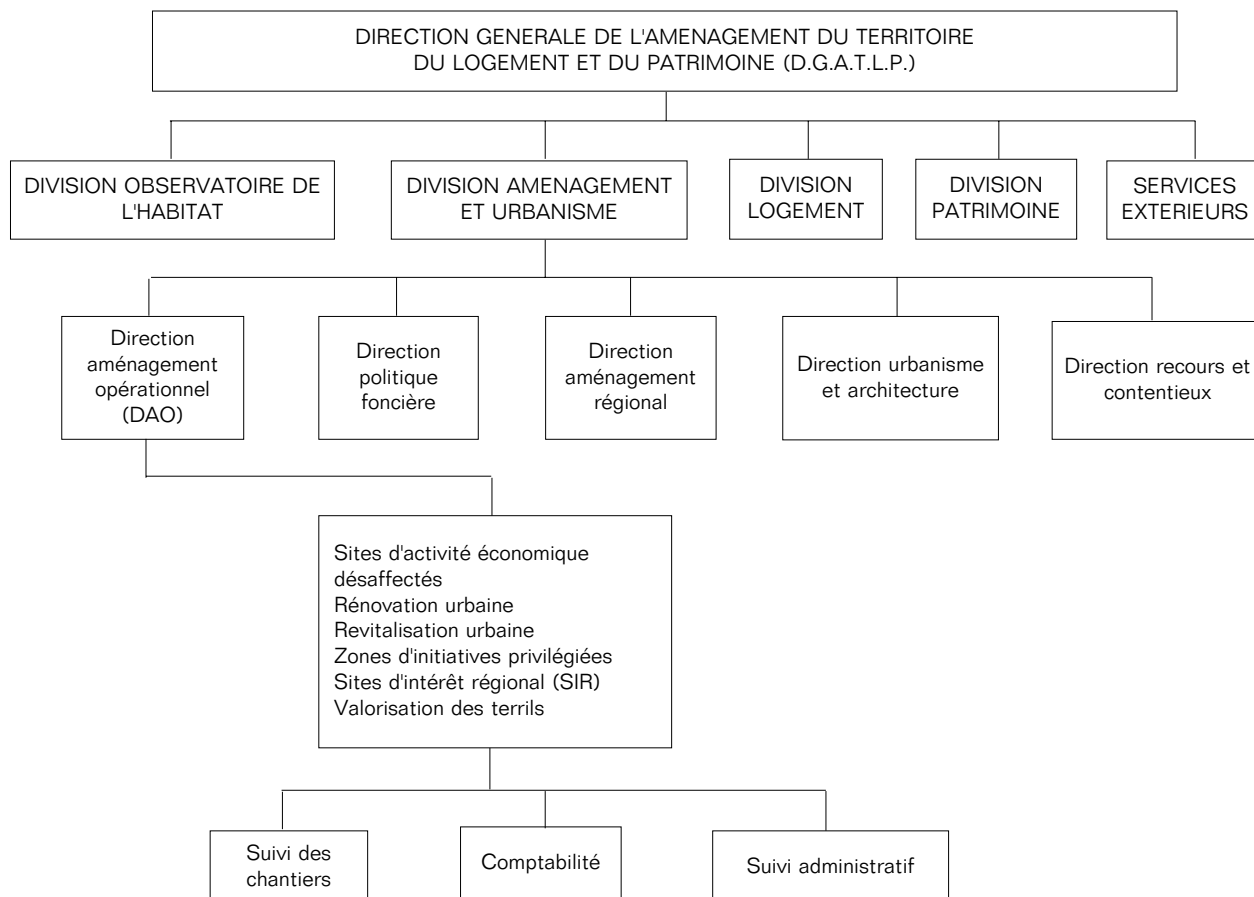 DIRECTION GENERALE DE L'AMENAGEMENT DU TERRITOIRE
DU LOGEMENT ET DU PATRIMOINE (D.G.A.T.L.P.)
DIVISION OBSERVATOIRE DE
L'HABITAT
DIVISION AMENAGEMENT
ET URBANISME
DIVISION
LOGEMENT
DIVISION
PATRIMOINE
SERVICES
EXTERIEURS
Direction
aménagement
opérationnel
(DAO)
Direction
politique
foncière
Direction
aménagement
régional
Direction urbanisme
et architecture
Direction recours et
contentieux
Sites d'activité économique
désaffectés
Rénovation urbaine
Revitalisation urbaine
Zones d'initiatives privilégiées
Sites d'intérêt régional (SIR)
Valorisation des terrils
Suivi des
chantiers
Comptabilité
Suivi administratif